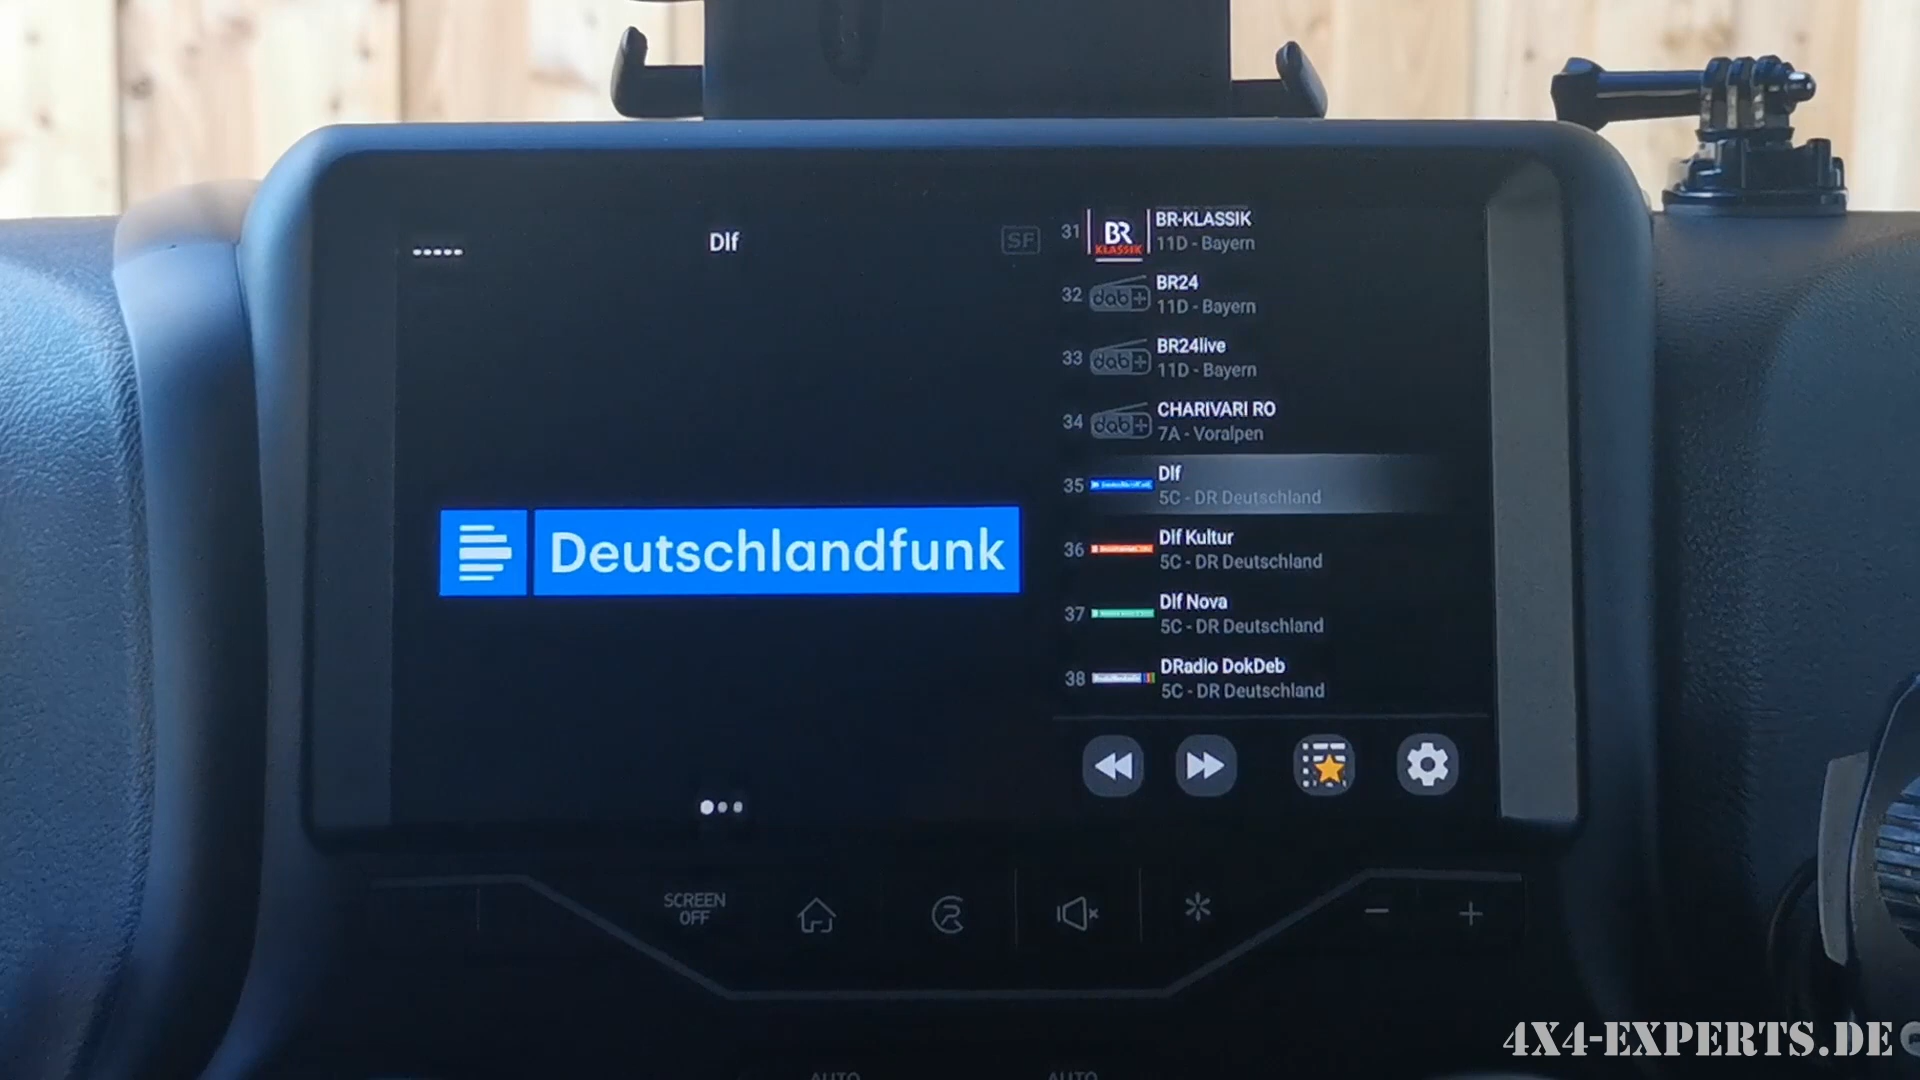 Dlf
SF
Deutschlandfunk
31 BR KLASSIK BR-KLASSIK
11D - Bayern
32 dab+ BR24
11D - Bayern
33 dab+ BR24live
11D - Bayern
34 dab+ CHARIVARI RO
7A - Voralpen
35 Dlf
5C - DR Deutschland
36 Dlf Kultur
5C - DR Deutschland
37 Dlf Nova
5C - DR Deutschland
38 DRadio DokDeb
5C - DR Deutschland
SCREEN
OFF
AUTO AUTO
4X4-EXPERTS.DE